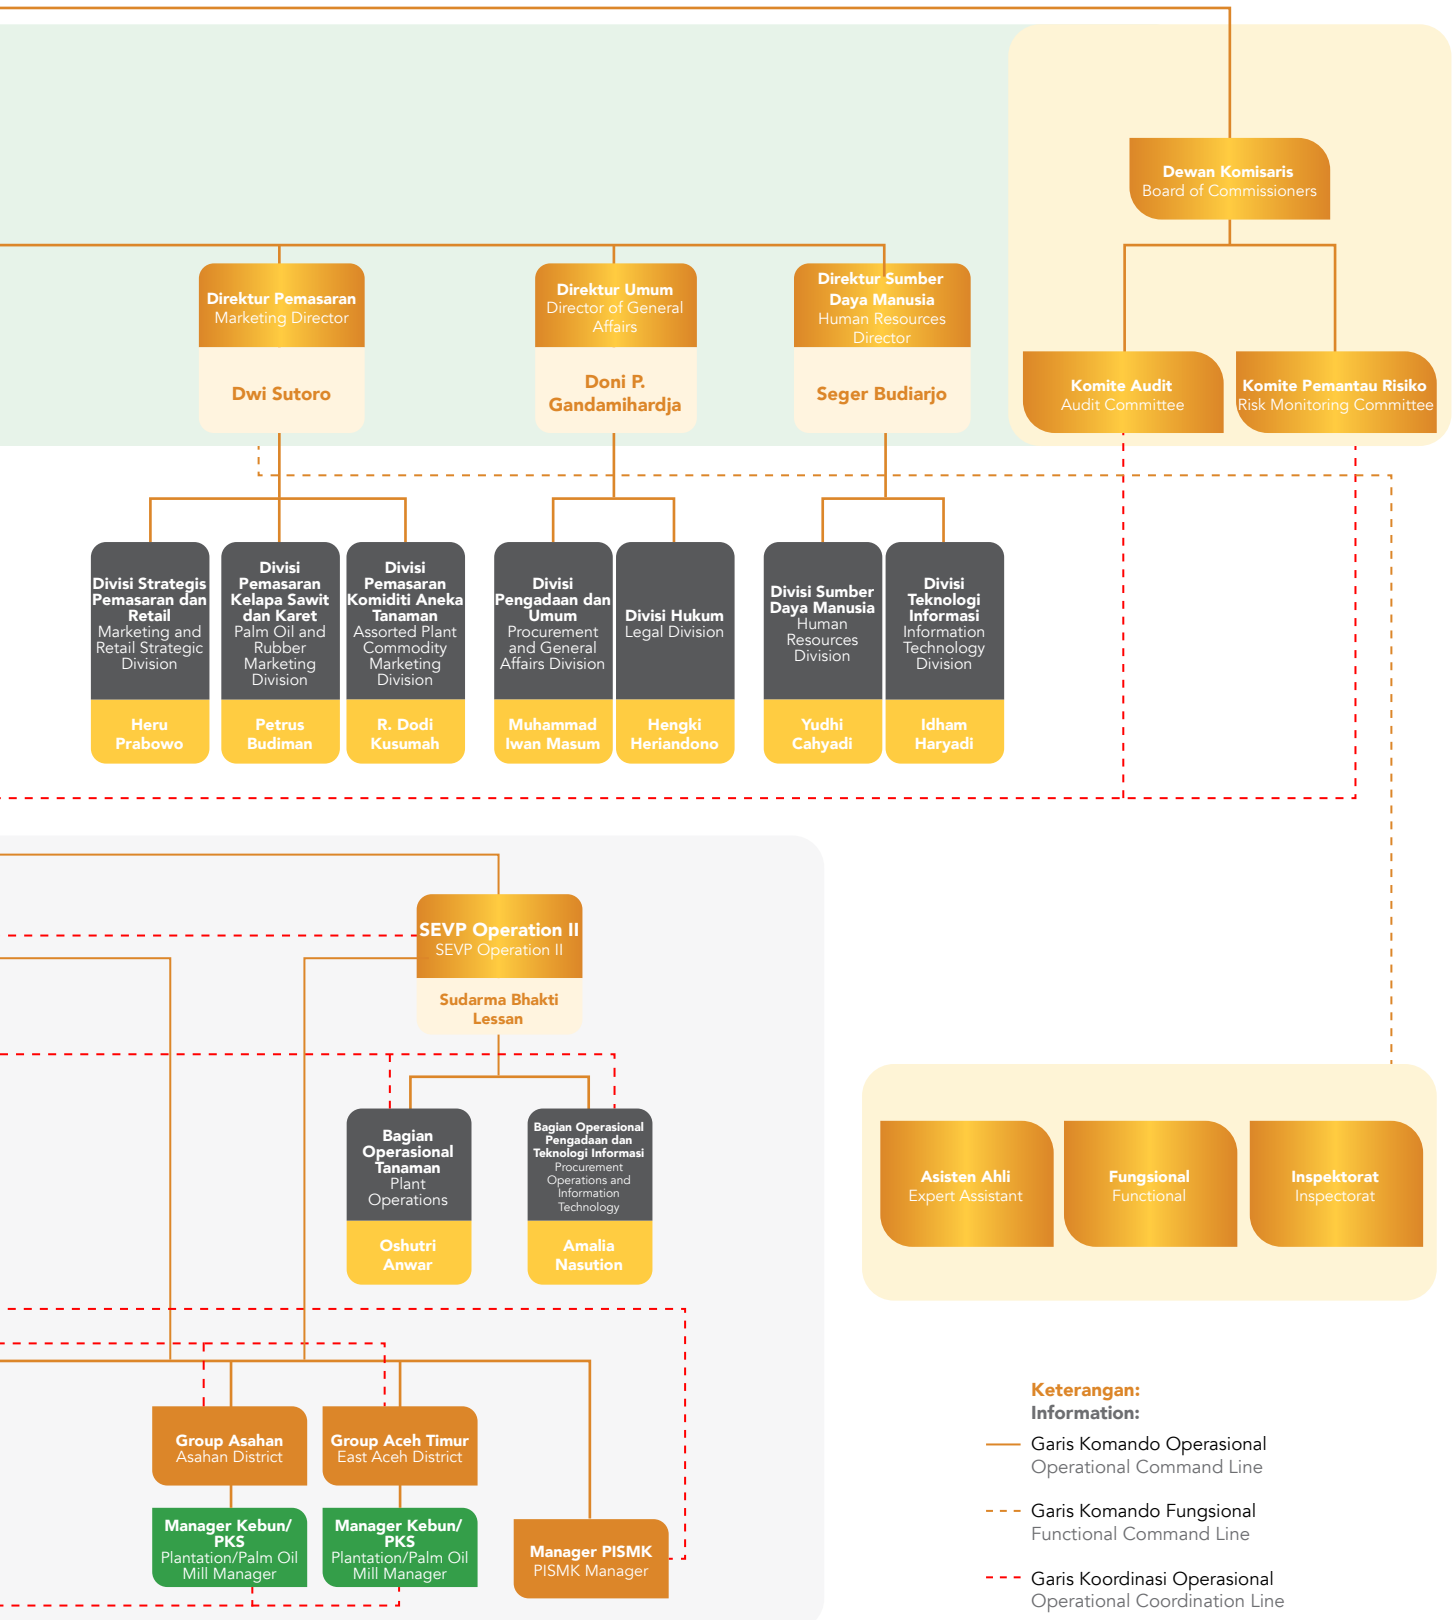 Dewan Komisaris
Board of Commissioners
Direktur Pemasaran
Marketing Director
Dwi Sutoro
Direktur Umum
Director of General
Affairs
Doni P.
Gandamihardja
Direktur Sumber
Daya Manusia
Human Resources
Director
Seger Budiarjo
Komite Audit
Audit Committee
Komite Pemantau Risiko
Risk Monitoring Committee
Divisi Strategis
Pemasaran dan
Retail
Marketing and
Retail Strategic
Division
Heru
Prabowo
Divisi
Pemasaran
Kelapa Sawit
dan Karet
Palm Oil and
Rubber
Marketing
Division
Petrus
Budiman
Divisi
Pemasaran
Komiditi Aneka
Tanaman
Assorted Plant
Commodity
Marketing
Division
R. Dodi
Kusumah
Divisi
Pengadaan dan
Umum
Procurement
and General
Affairs Division
Muhammad
Iwan Masum
Divisi Hukum
Legal Division
Hengki
Heriandono
Divisi Sumber
Daya Manusia
Human
Resources
Division
Yudhi
Cahyadi
Divisi
Teknologi
Informasi
Information
Technology
Division
Idham
Haryadi
SEVP Operation II
SEVP Operation II
Sudarma Bhakti
Lessan
Bagian
Operasional
Tanaman
Plant
Operations
Oshutri
Anwar
Bagian Operasional
Pengadaan dan
Teknologi Informasi
Procurement
Operations and
Information
Technology
Amalia
Nasution
Asisten Ahli
Expert Assistant
Fungsional
Functional
Inspektorat
Inspectorat
Group Asahan
Asahan District
Group Aceh Timur
East Aceh District
Manager Kebun/
PKS
Plantation/Palm Oil
Mill Manager
Manager Kebun/
PKS
Plantation/Palm Oil
Mill Manager
Manager PISMK
PISMK Manager
Keterangan:
Information:
Garis Komando Operasional
Operational Command Line
Garis Komando Fungsional
Functional Command Line
Garis Koordinasi Operasional
Operational Coordination Line